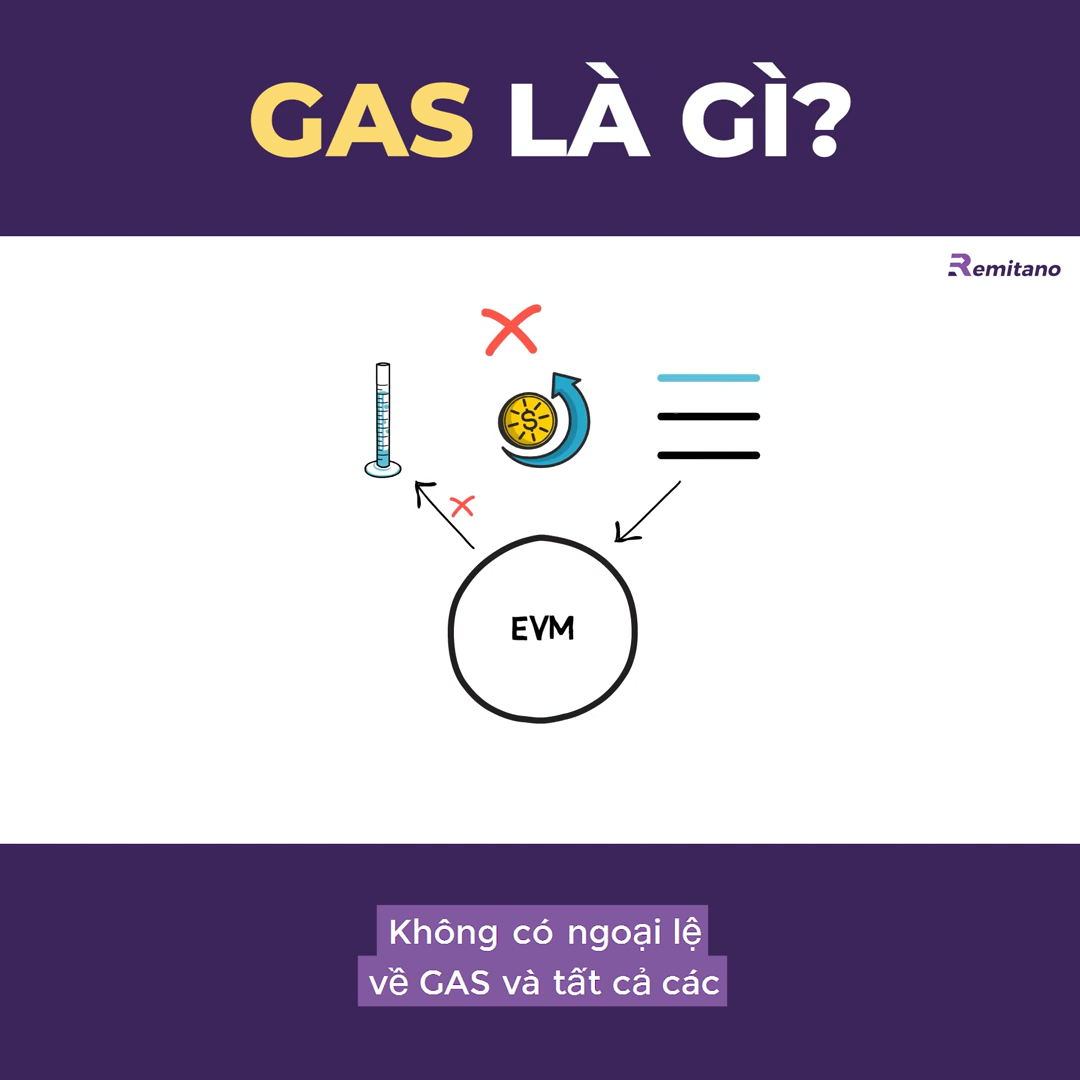 GAS LÀ GÌ?
Remitano
EVM
Không có ngoại lệ
về GAS và tất cả các